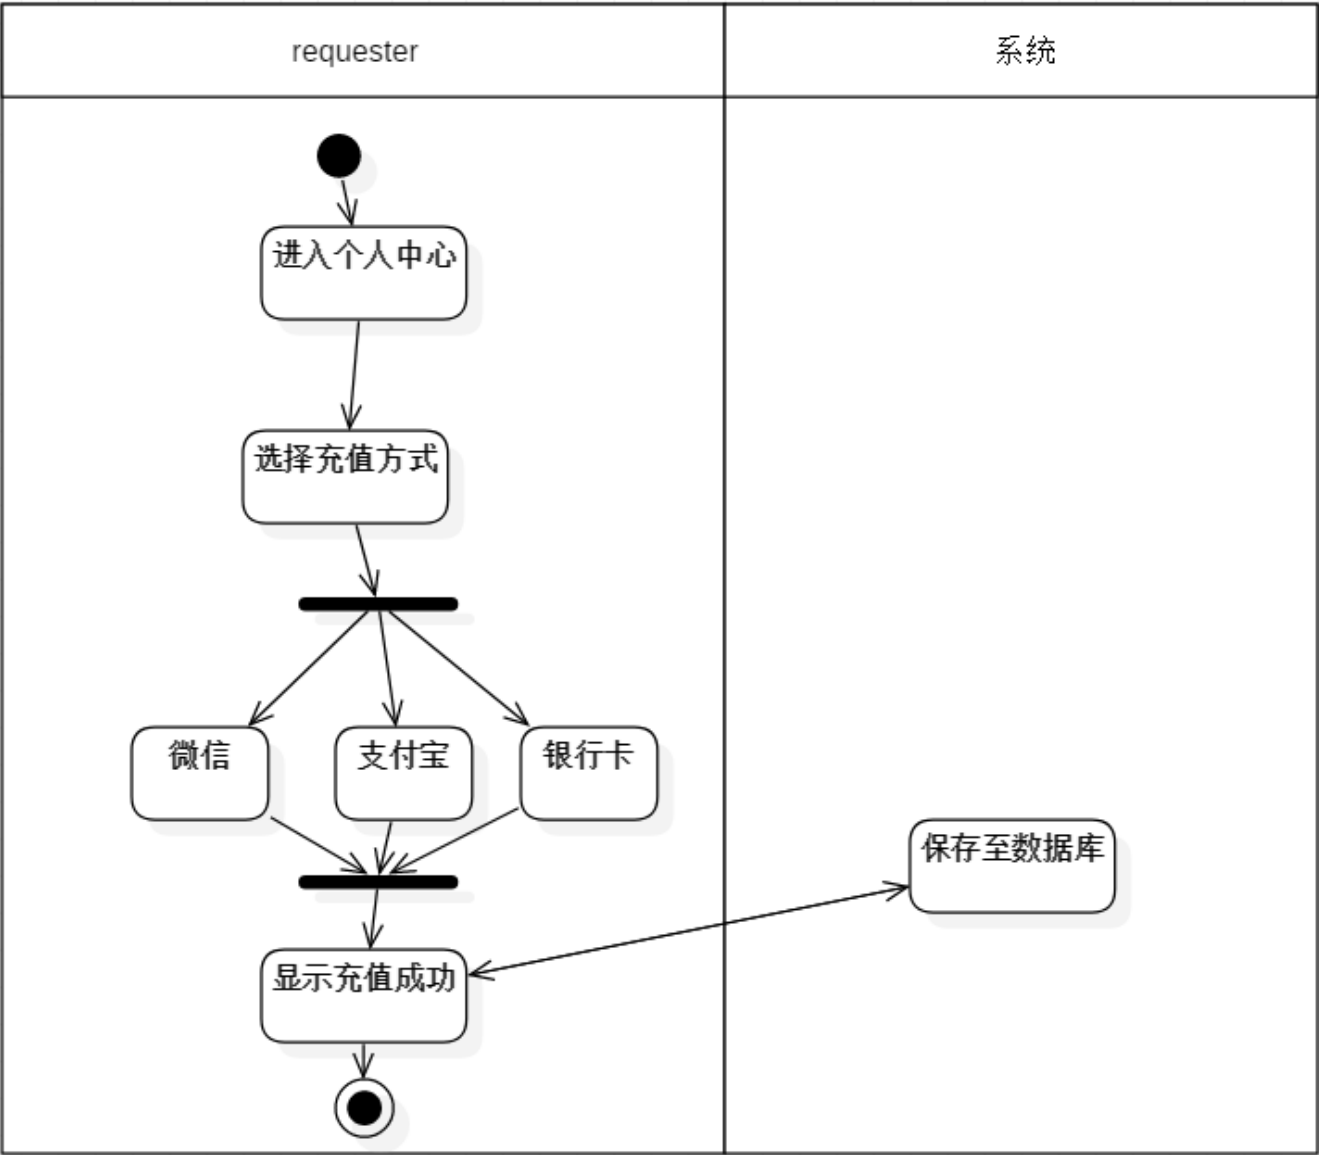 requester
系统
进入个人中心
选择充值方式
微信
支付宝
银行卡
保存至数据库
显示充值成功